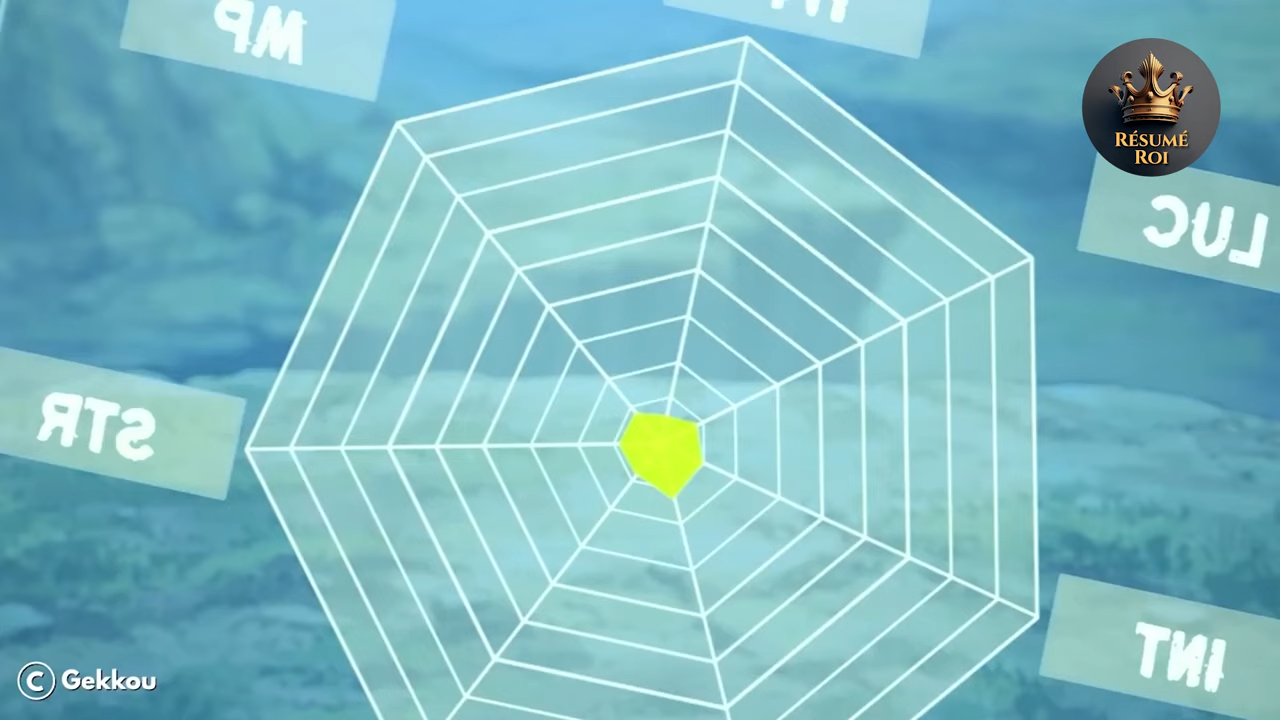 MP
LUC
RÉSUMÉ
ROI
STR
INT
© Gekkou